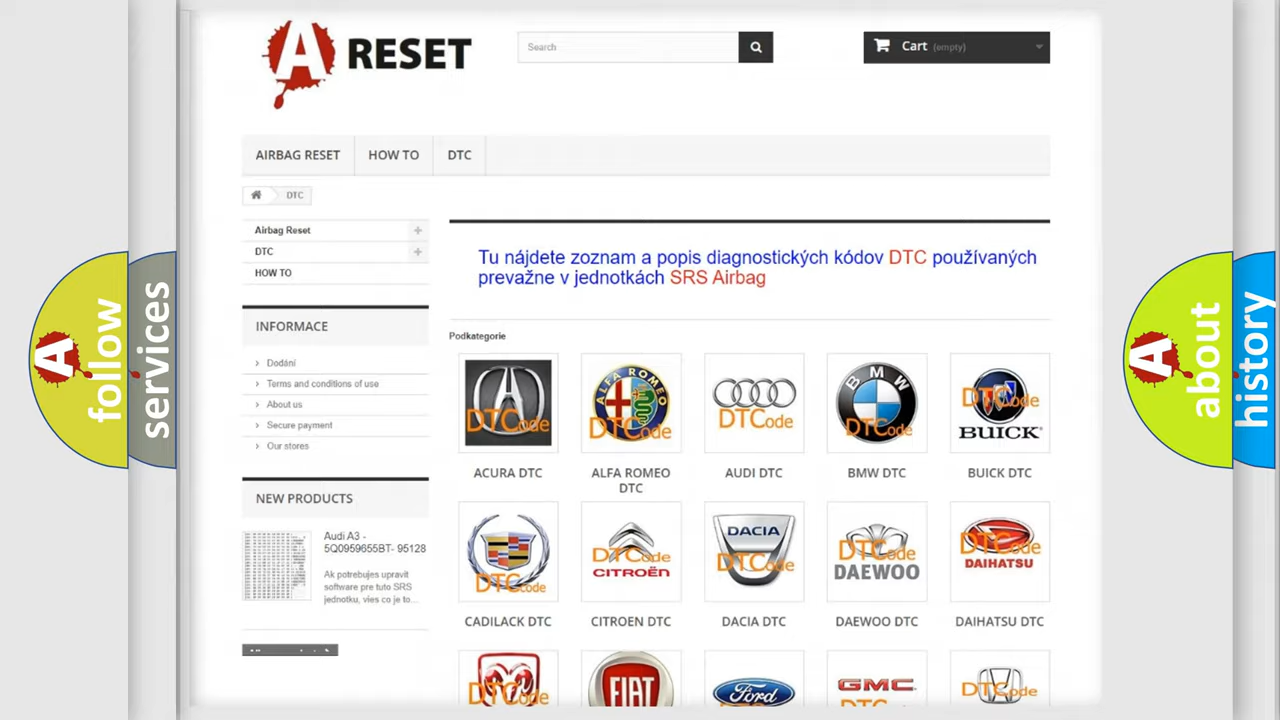 A RESET
Search
Cart (empty)
AIRBAG RESET
HOW TO
DTC
DTC
Airbag Reset
DTC
HOW TO
INFORMACE
Dodání
Terms and conditions of use
About us
Secure payment
Our stores
NEW PRODUCTS
Audi A3 -
5Q0959655BT- 95128
Ak potrebujes upravit
software pre tuto SRS
jednotku, vies co je to...
Tu nájdete zoznam a popis diagnostických kódov DTC používaných
prevažne v jednotkách SRS Airbag
Podkategorie
DTCode
ALFA ROMEO
DTCode
DTCode
BMW
DTCode
DTCode
BUICK
ACURA DTC
ALFA ROMEO
DTC
AUDI DTC
BMW DTC
BUICK DTC
DTCode
DTCode
CITROËN
DACIA
DTCode
DTCode
DAEWOO
DTCode
DAIHATSU
CADILACK DTC
CITROEN DTC
DACIA DTC
DAEWOO DTC
DAIHATSU DTC
DTCode
FIAT
Ford
GMC
DTCode
A follow
services
A about
history